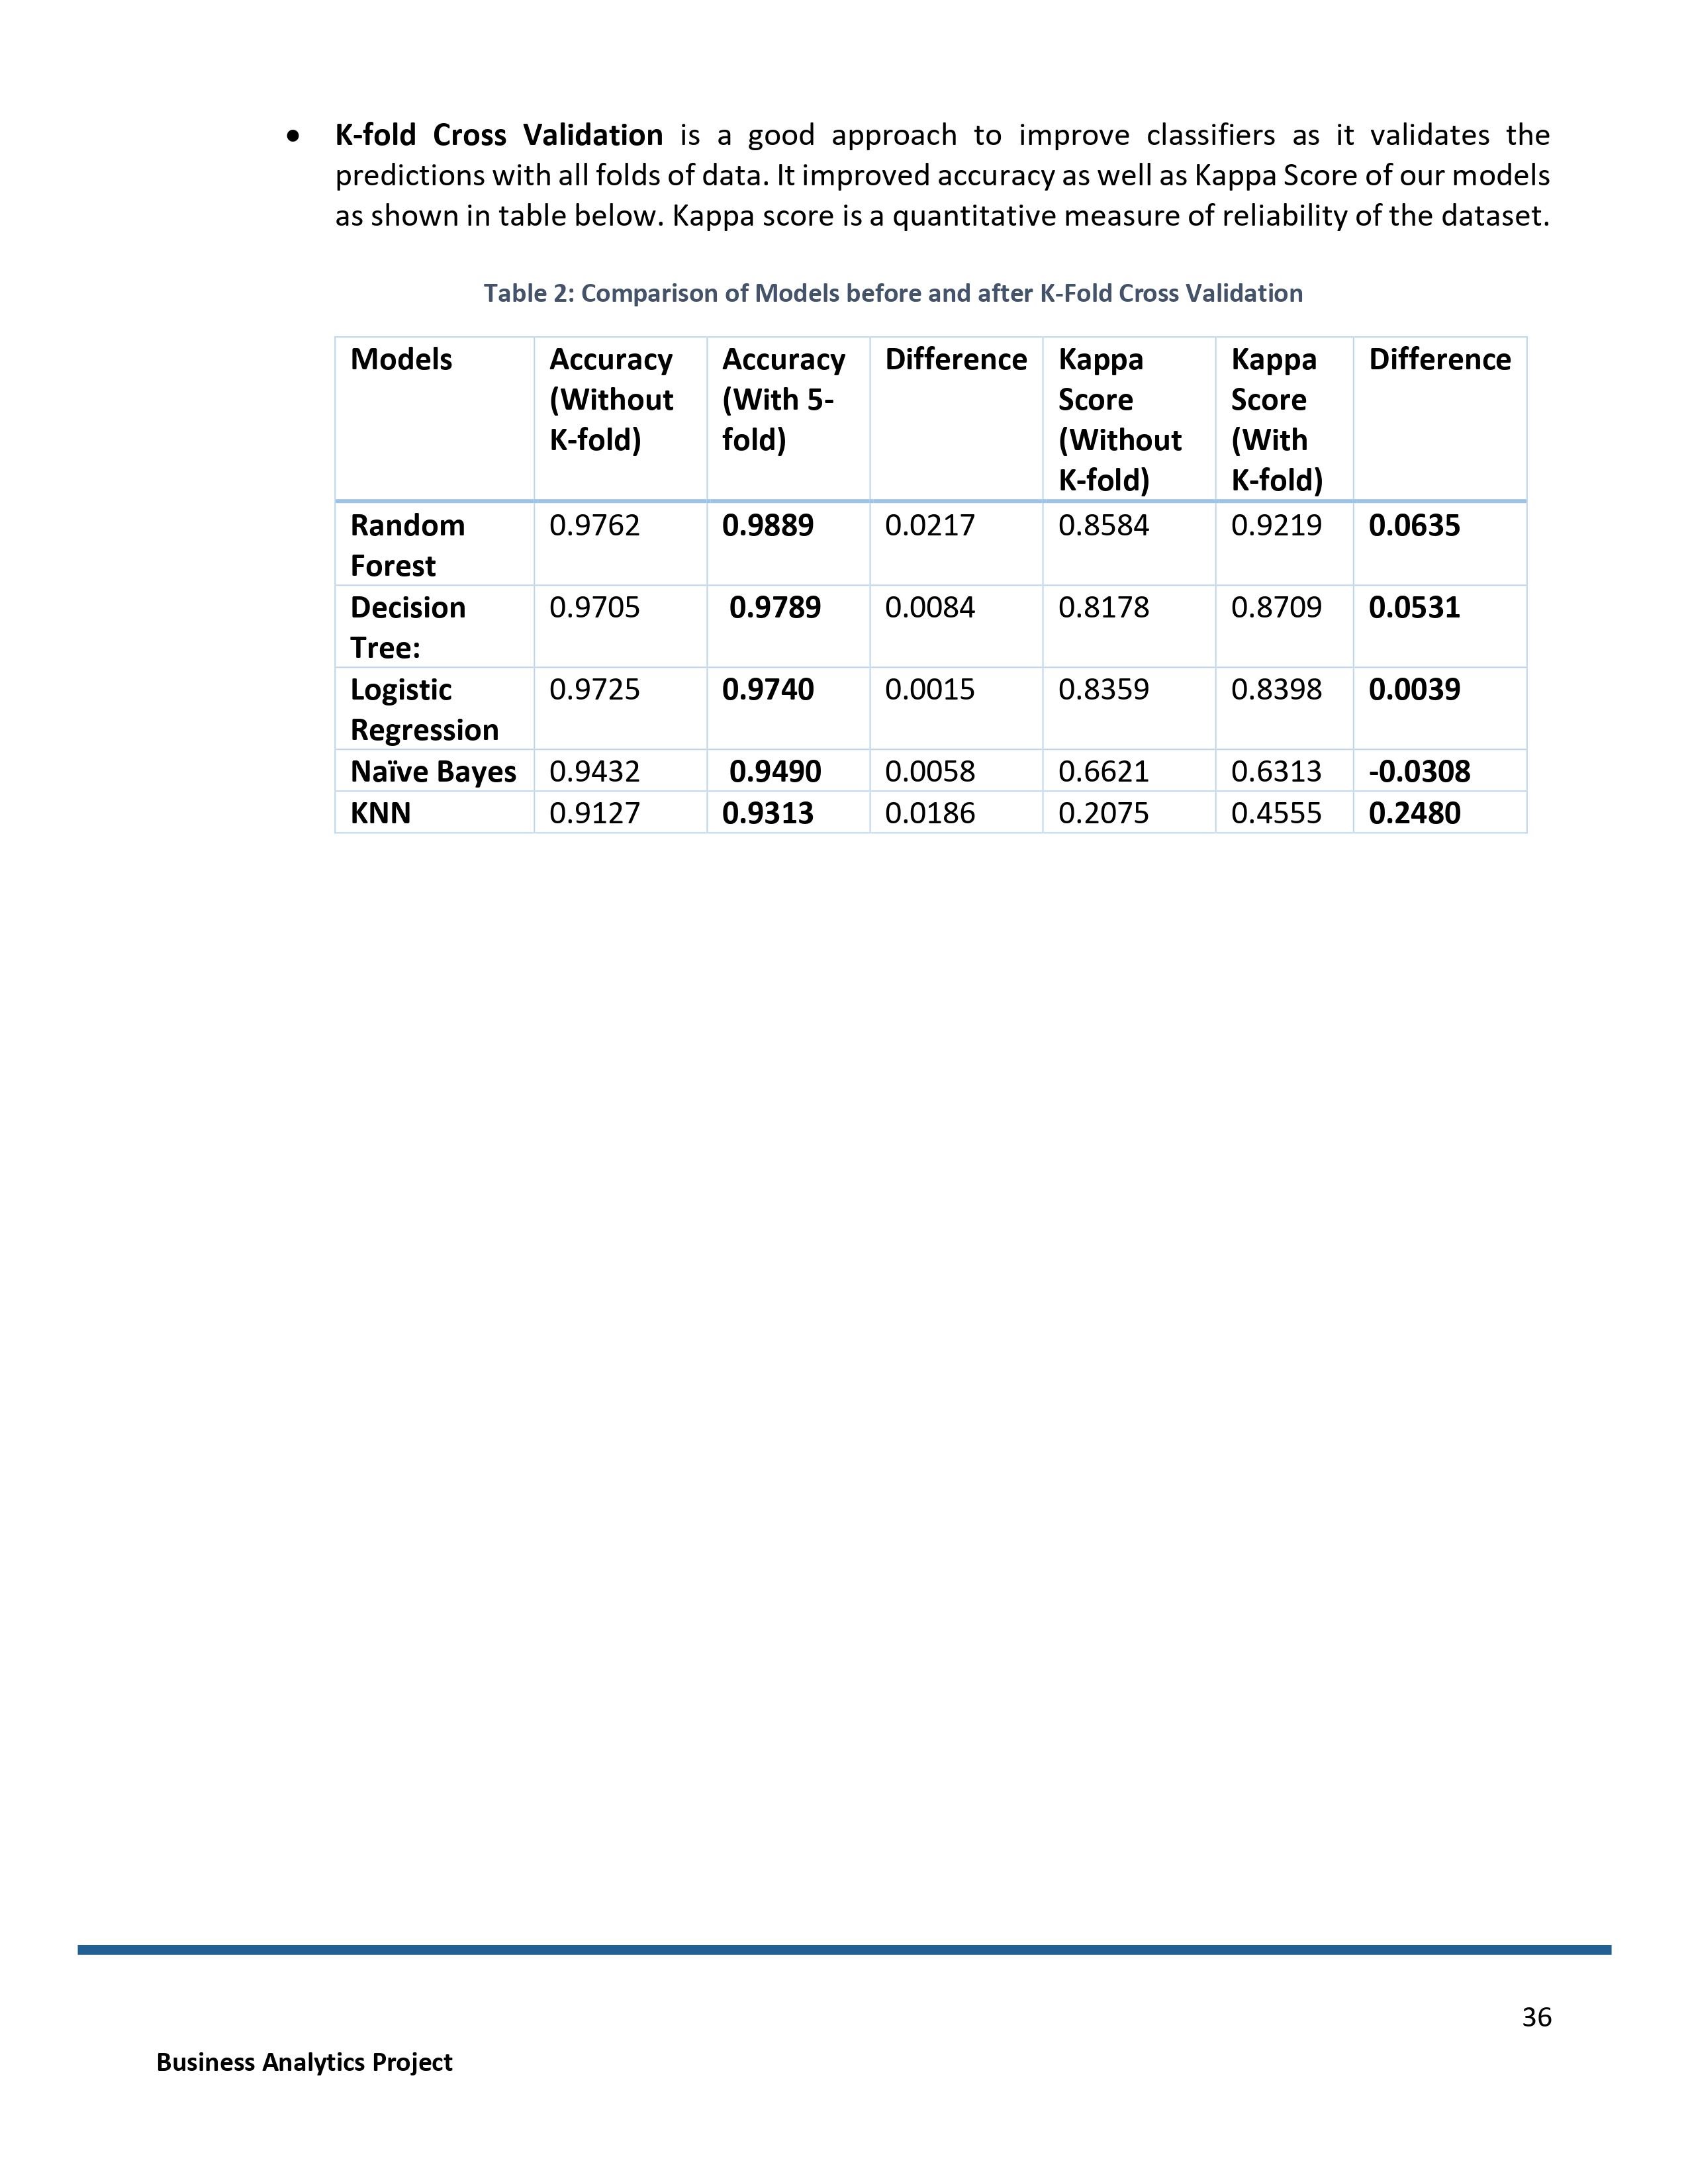 • K-fold Cross Validation is a good approach to improve classifiers as it validates the
predictions with all folds of data. It improved accuracy as well as Kappa Score of our models
as shown in table below. Kappa score is a quantitative measure of reliability of the dataset.
Table 2: Comparison of Models before and after K-Fold Cross Validation
Models Accuracy (Without K-fold) Accuracy (With 5-fold) Difference Kappa Score (Without K-fold) Kappa Score (With K-fold) Difference
Random Forest 0.9762 0.9889 0.0217 0.8584 0.9219 0.0635
Decision Tree: 0.9705 0.9789 0.0084 0.8178 0.8709 0.0531
Logistic Regression 0.9725 0.9740 0.0015 0.8359 0.8398 0.0039
Naïve Bayes 0.9432 0.9490 0.0058 0.6621 0.6313 -0.0308
KNN 0.9127 0.9313 0.0186 0.2075 0.4555 0.2480
36
Business Analytics Project